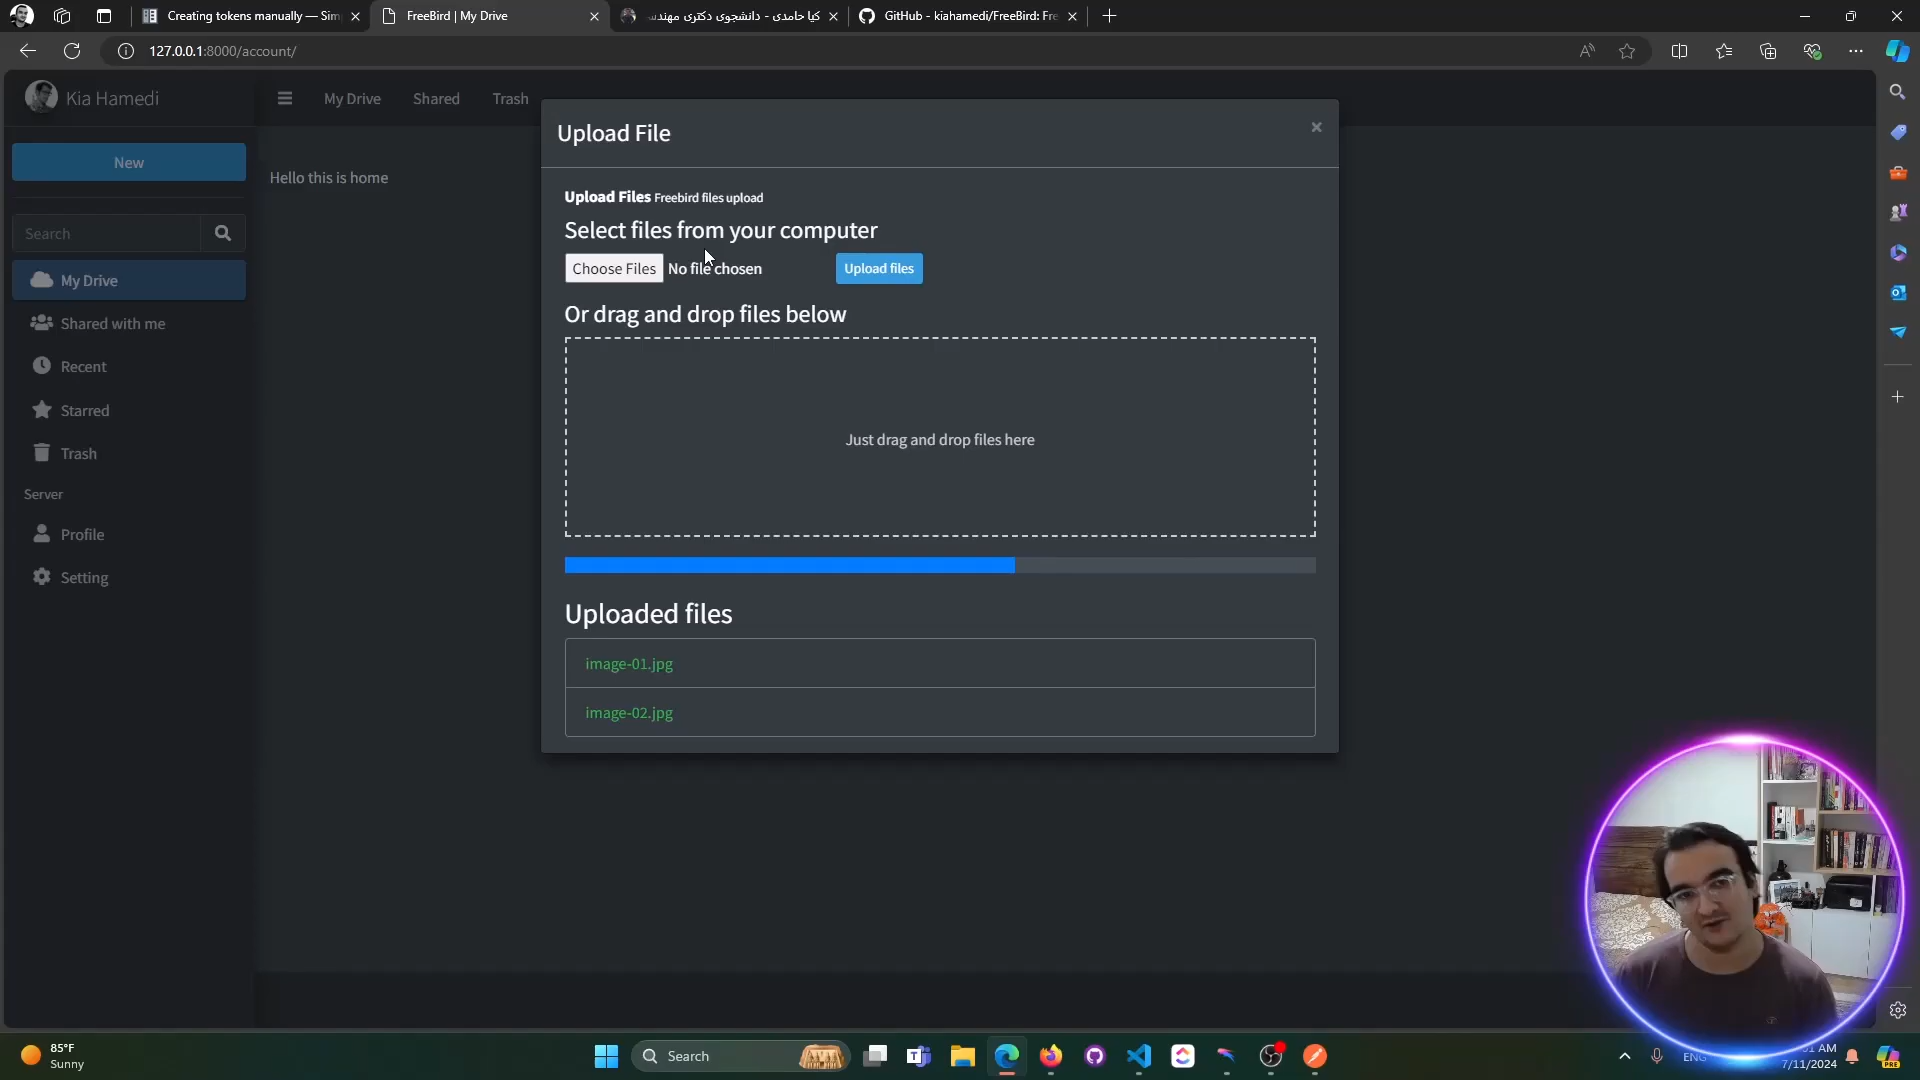 Creating tokens manually — Sim
FreeBird | My Drive
کیا حامدی - دانشجوی دکتری مهندس
GitHub - kiahamedi/FreeBird: Fre
127.0.0.1:8000/account/
Kia Hamedi
My Drive
Shared
Trash
New
Hello this is home
Search
My Drive
Shared with me
Recent
Starred
Trash
Server
Profile
Setting
Upload File
×
Upload Files Freebird files upload
Select files from your computer
Choose Files No file chosen
Upload files
Or drag and drop files below
Just drag and drop files here
Uploaded files
image-01.jpg
image-02.jpg
85°F
Sunny
Search
ENG
AM
7/11/2024
PRE